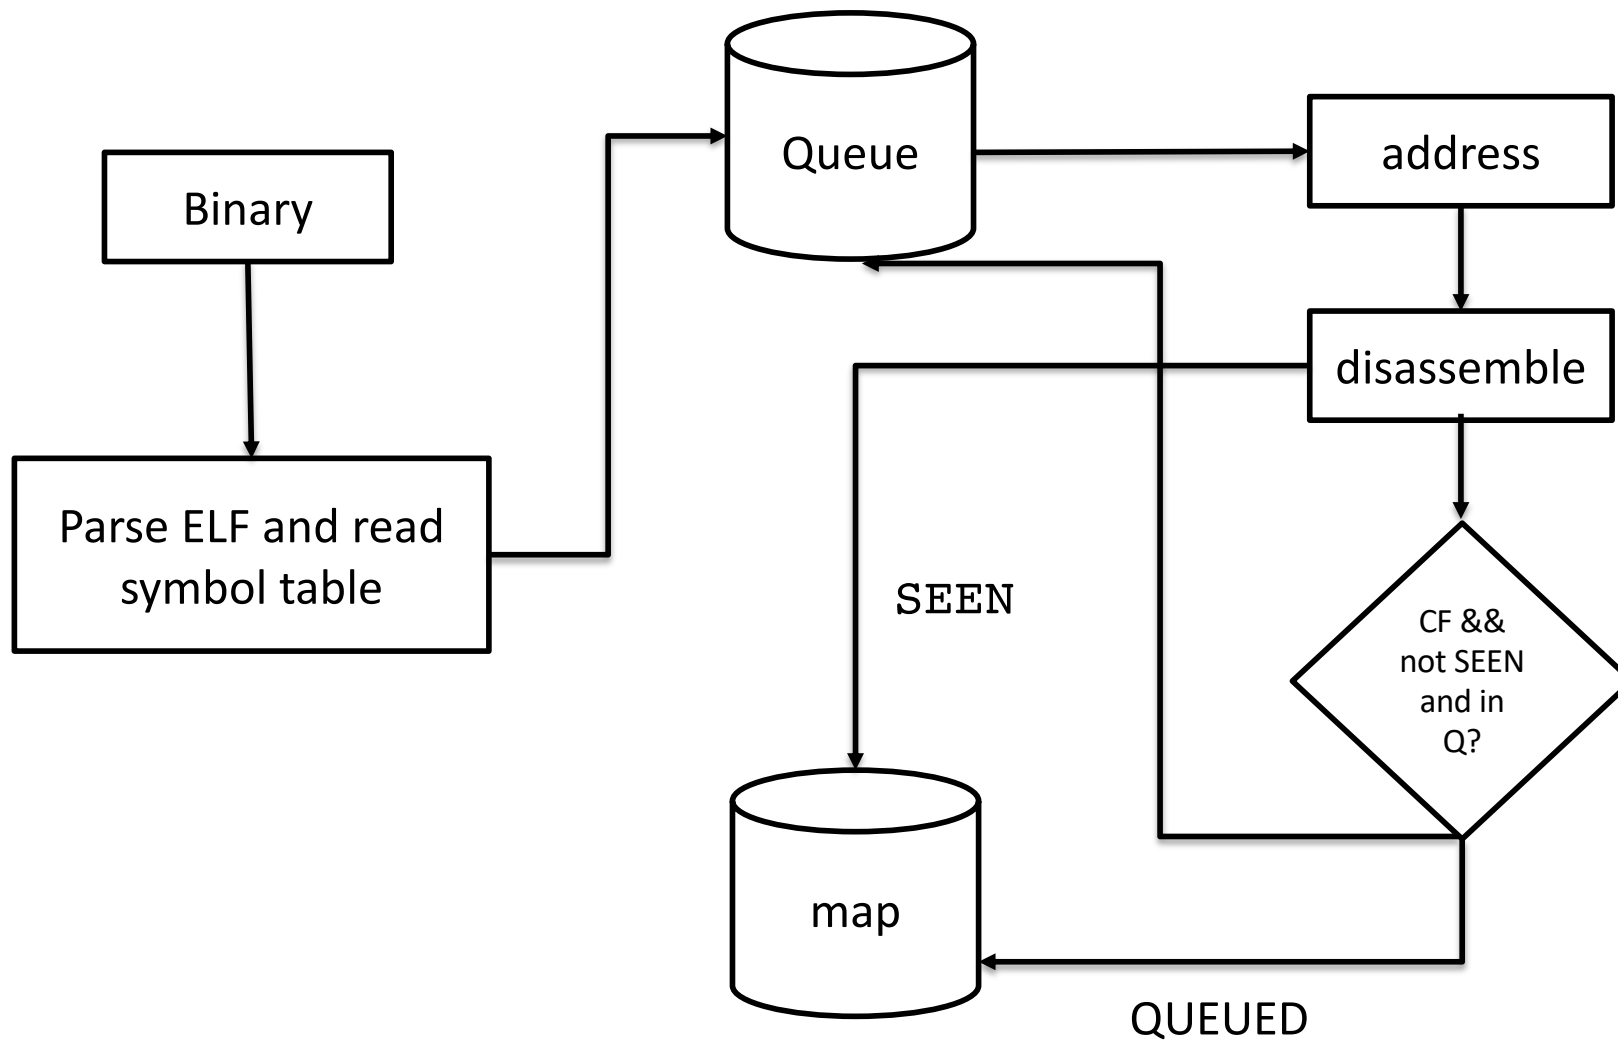 Binary
Parse ELF and read
symbol table
Queue
address
disassemble
SEEN
CF &&
not SEEN
and in
Q?
map
QUEUED